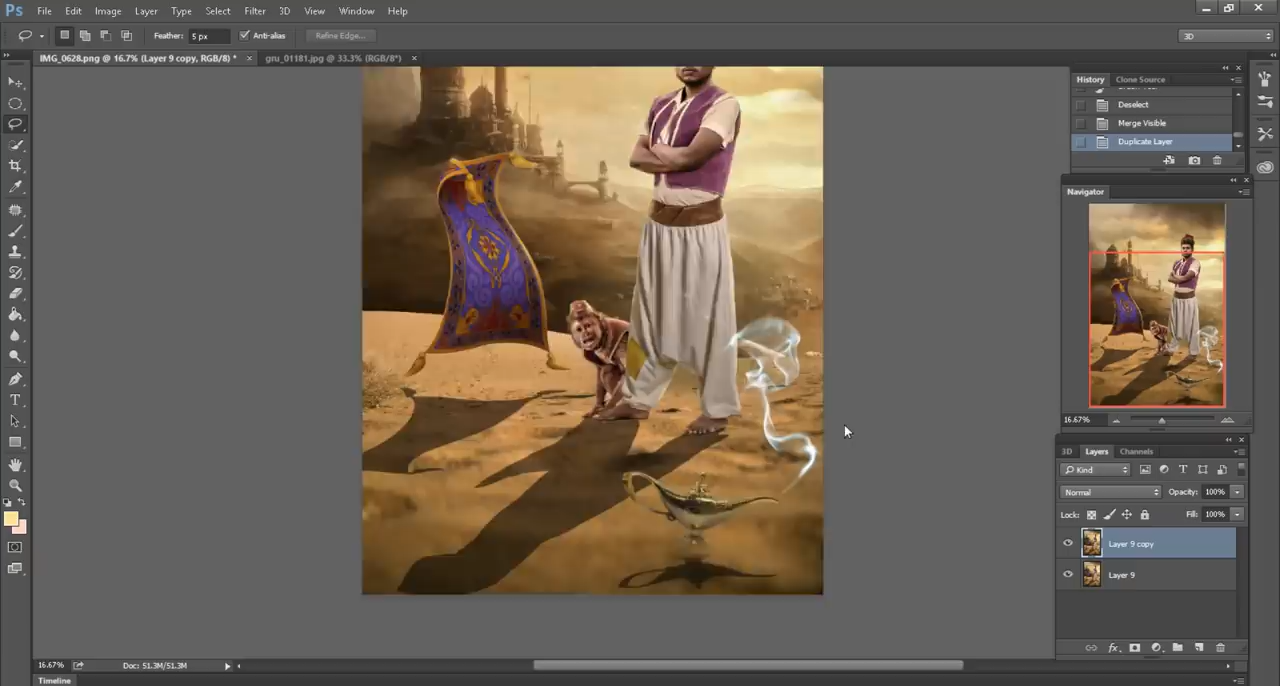 Ps File Edit Image Layer Type Select Filter 3D View Window Help
Feather: 5 px Anti-alias Refine Edge... 3D
IMG_0628.png @ 16.7% (Layer 9 copy, RGB/8) * × gru_01181.jpg @ 33.3% (RGB/8*) ×
History Clone Source
Deselect
Merge Visible
Duplicate Layer
Navigator
16.67%
3D Layers Channels
Kind
Normal Opacity: 100%
Lock: Fill: 100%
Layer 9 copy
Layer 9
16.67% Doc: 51.3M/51.3M
Timeline